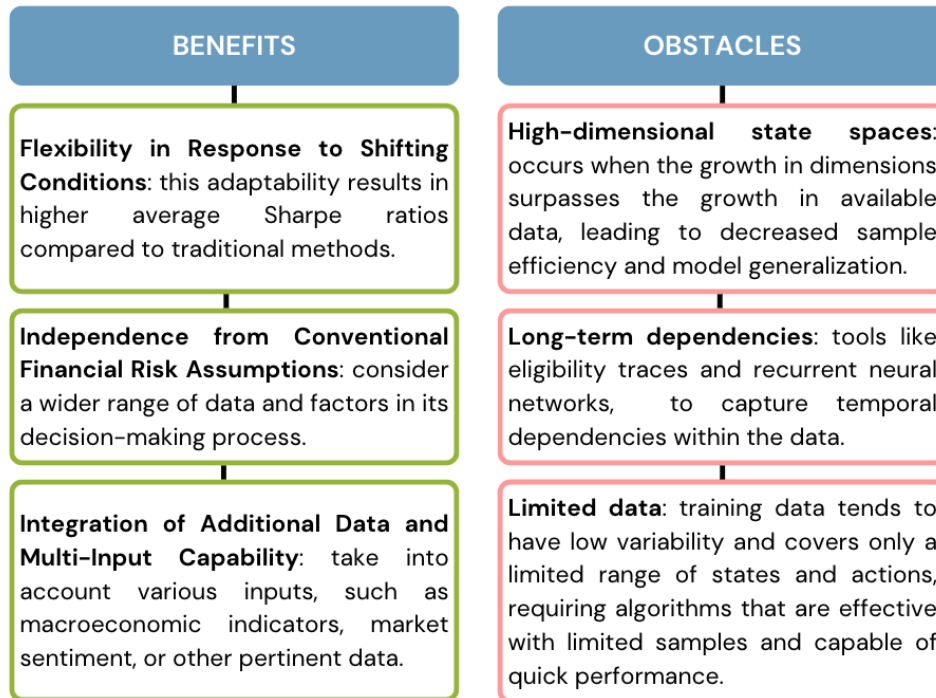 BENEFITS
Flexibility in Response to Shifting
Conditions: this adaptability results in
higher average Sharpe ratios
compared to traditional methods.
Independence from Conventional
Financial Risk Assumptions: consider
a wider range of data and factors in its
decision-making process.
Integration of Additional Data and
Multi-Input Capability: take into
account various inputs, such as
macroeconomic indicators, market
sentiment, or other pertinent data.
OBSTACLES
High-dimensional state spaces:
occurs when the growth in dimensions
surpasses the growth in available
data, leading to decreased sample
efficiency and model generalization.
Long-term dependencies: tools like
eligibility traces and recurrent neural
networks, to capture temporal
dependencies within the data.
Limited data: training data tends to
have low variability and covers only a
limited range of states and actions,
requiring algorithms that are effective
with limited samples and capable of
quick performance.